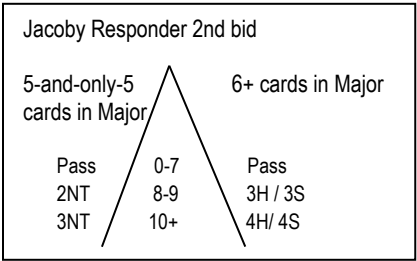 Jacoby Responder 2nd bid
5-and-only-5 6+ cards in Major
cards in Major
Pass 0-7 Pass
2NT 8-9 3H / 3S
3NT 10+ 4H/ 4S